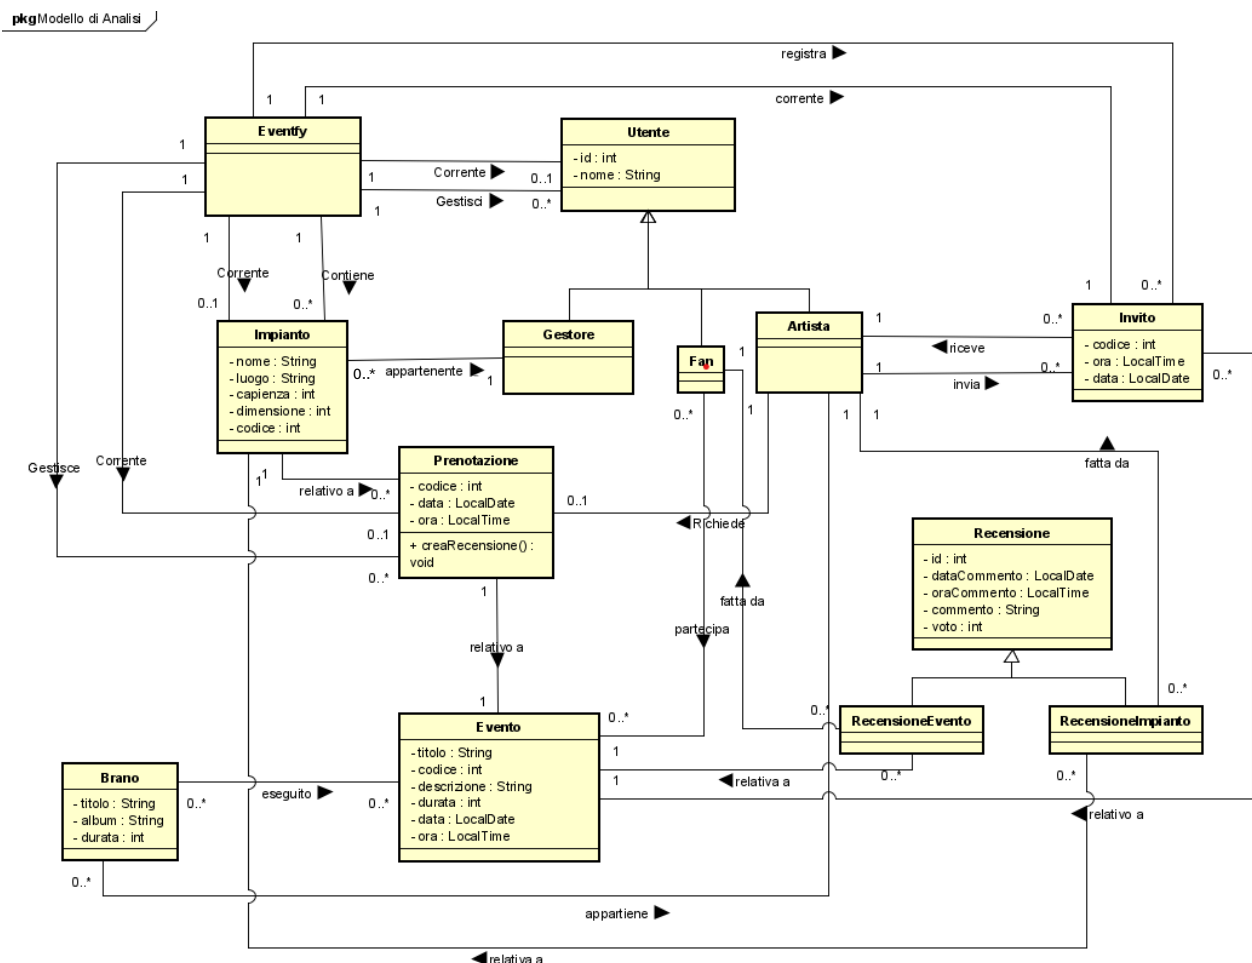 pkg Modello di Analisi
registra
1
1
corrente
Eventfy
1
1
Utente
- id : int
- nome : String
Corrente
1
0..1
Gestisci
1
0..*
1
1
Corrente
Contiene
0..1
0..*
1
0..*
Impianto
- nome : String
- luogo : String
- capienza : int
- dimensione : int
- codice : int
Gestore
appartenente
0..*
1
Fan
1
0..*
1
Artista
1
0..*
riceve
1
0..*
invia
1
1
Invito
- codice : int
- ora : LocalTime
- data : LocalDate
0..*
fatta da
Gestisce
Corrente
1
1
relativo a
0..*
Prenotazione
- codice : int
- data : LocalDate
- ora : LocalTime
+ creaRecensione() :
void
0..1
0..*
0..1
Richiede
1
Recensione
- id : int
- dataCommento : LocalDate
- oraCommento : LocalTime
- commento : String
- voto : int
fatta da
partecipa
relativo a
1
0..*
0..*
0..*
RecensioneEvento
RecensioneImpianto
Evento
- titolo : String
- codice : int
- descrizione : String
- durata : int
- data : LocalDate
- ora : LocalTime
1
1
relativa a
0..*
0..*
relativo a
Brano
- titolo : String
- album : String
- durata : int
0..*
eseguito
0..*
0..*
appartiene
relativa a